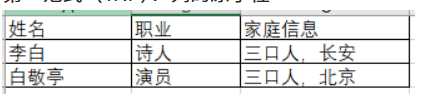 姓名 职业 家庭信息
李白 诗人 三口人，长安
白敬亭 演员 三口人，北京